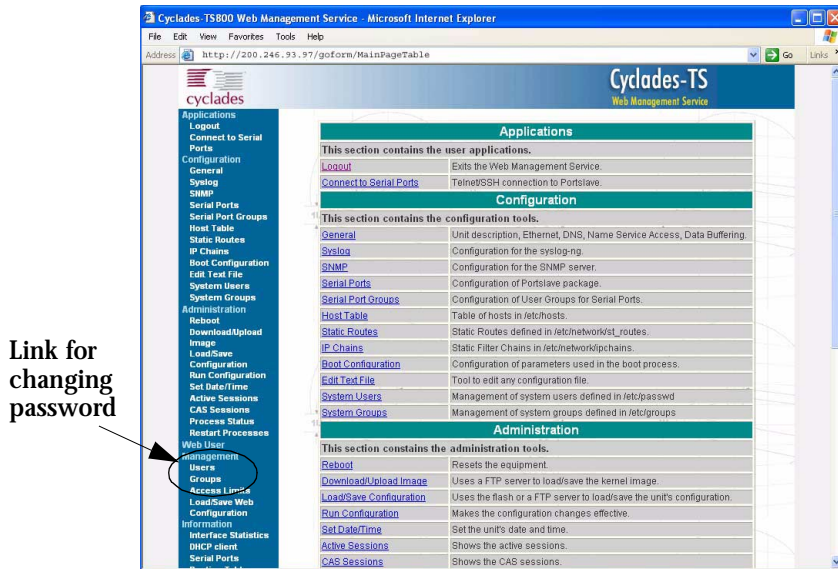 Cyclades-TS800 Web Management Service - Microsoft Internet Explorer
File Edit View Favorites Tools Help
Address http://200.246.93.97/goform/MainPageTable Go Links
cyclades
Cyclades-TS
Web Management Service
Applications
Logout
Connect to Serial
Ports
Configuration
General
Syslog
SNMP
Serial Ports
Serial Port Groups
Host Table
Static Routes
IP Chains
Boot Configuration
Edit Text File
System Users
System Groups
Administration
Reboot
Download/Upload
Image
Load/Save
Configuration
Run Configuration
Set Date/Time
Active Sessions
CAS Sessions
Process Status
Restart Processes
Web User
Management
Users
Groups
Access Limits
Load/Save Web
Configuration
Information
Interface Statistics
DHCP client
Serial Ports
Link for
changing
password
Applications
This section contains the user applications.
Logout Exits the Web Management Service.
Connect to Serial Ports Telnet/SSH connection to Portslave.
Configuration
This section contains the configuration tools.
General Unit description, Ethernet, DNS, Name Service Access, Data Buffering.
Syslog Configuration for the syslog-ng.
SNMP Configuration for the SNMP server.
Serial Ports Configuration of Portslave package.
Serial Port Groups Configuration of User Groups for Serial Ports.
Host Table Table of hosts in /etc/hosts.
Static Routes Static Routes defined in /etc/network/st_routes.
IP Chains Static Filter Chains in /etc/network/ipchains.
Boot Configuration Configuration of parameters used in the boot process.
Edit Text File Tool to edit any configuration file.
System Users Management of system users defined in /etc/passwd
System Groups Management of system groups defined in /etc/groups
Administration
This section constains the administration tools.
Reboot Resets the equipment.
Download/Upload Image Uses a FTP server to load/save the kernel image.
Load/Save Configuration Uses the flash or a FTP server to load/save the unit's configuration.
Run Configuration Makes the configuration changes effective.
Set Date/Time Set the unit's date and time.
Active Sessions Shows the active sessions.
CAS Sessions Shows the CAS sessions.